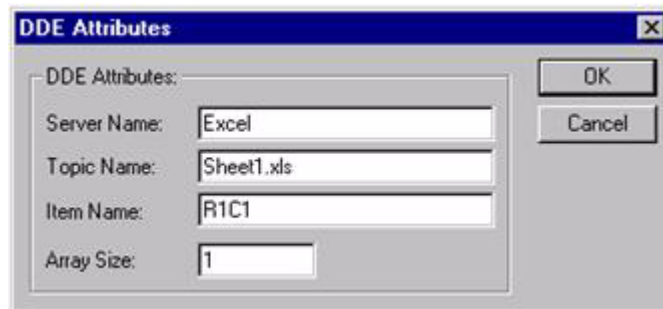 DDE Attributes
DDE Attributes:
Server Name: Excel
Topic Name: Sheet1.xls
Item Name: R1C1
Array Size: 1
OK
Cancel